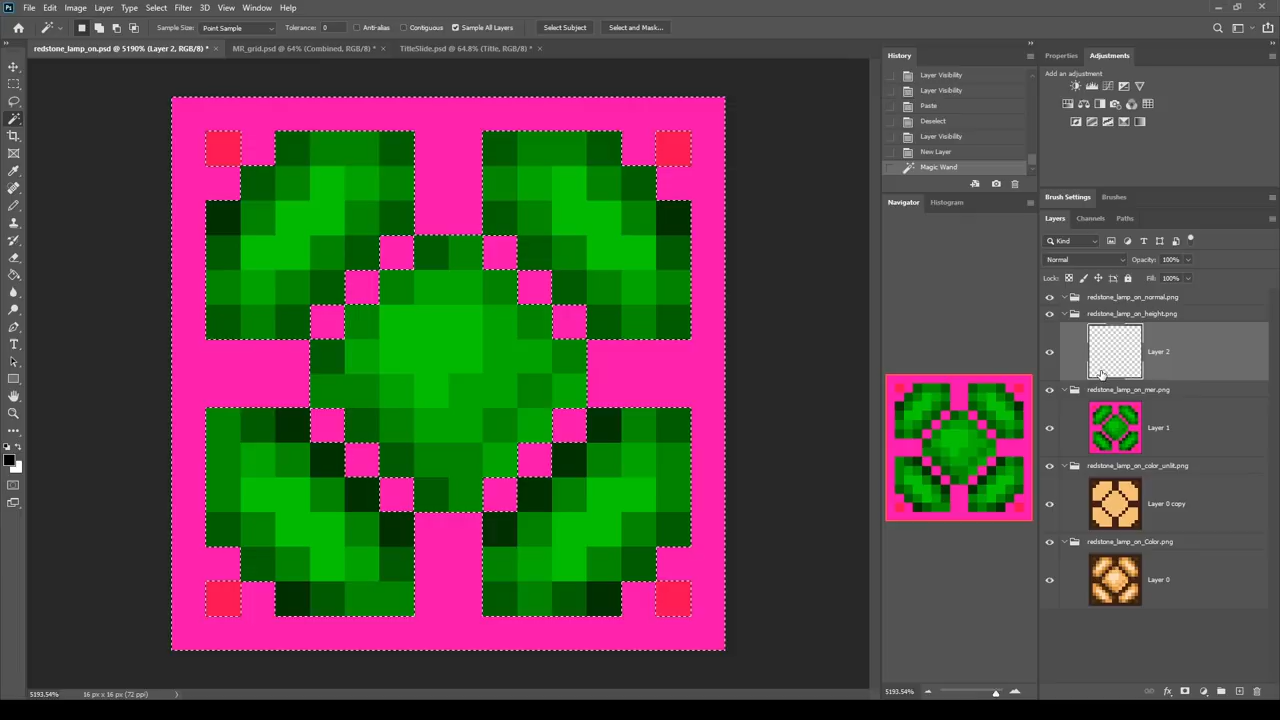 Ps File Edit Image Layer Type Select Filter 3D View Window Help
Sample Size: Point Sample Tolerance: 0 Anti-alias Contiguous Sample All Layers Select Subject Select and Mask...
redstone_lamp_on.psd @ 5190% (Layer 2, RGB/8) * × MR_grid.psd @ 64% (Combined, RGB/8) * × TitleSlide.psd @ 64.8% (Title, RGB/8) * ×
History
Layer Visibility
Layer Visibility
Paste
Deselect
Layer Visibility
New Layer
Magic Wand
Navigator Histogram
5193.54%
Properties Adjustments
Add an adjustment
Brush Settings Brushes
Layers Channels Paths
Kind
Normal Opacity: 100%
Lock: Fill: 100%
redstone_lamp_on_normal.png
redstone_lamp_on_height.png
Layer 2
redstone_lamp_on_mer.png
Layer 1
redstone_lamp_on_color_unlit.png
Layer 0 copy
redstone_lamp_on_Color.png
Layer 0
5193.54% 16 px x 16 px (72 ppi)